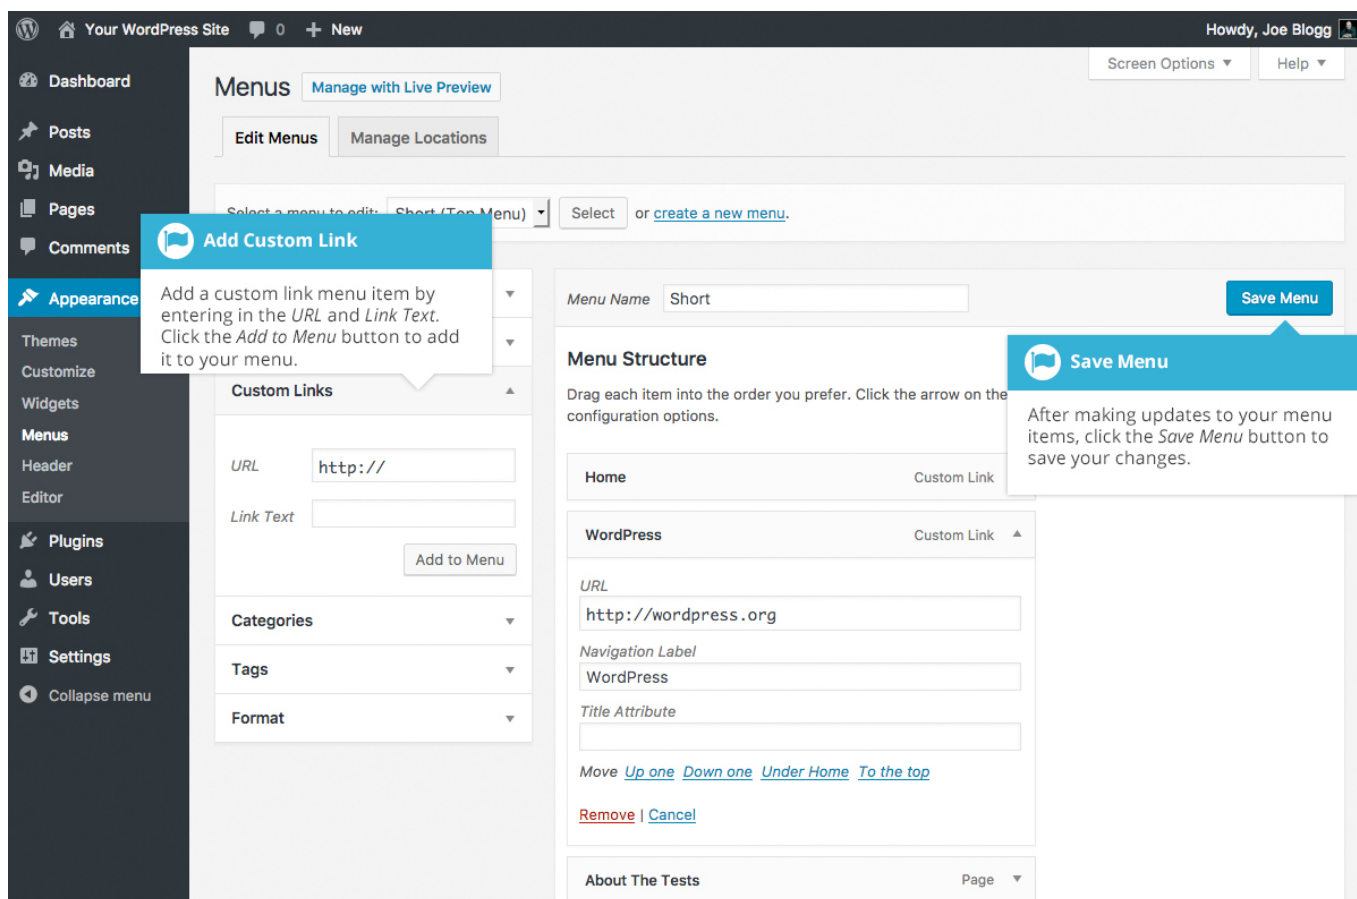 Your WordPress Site 0 + New
Howdy, Joe Blogg
Dashboard
Posts
Media
Pages
Comments
Appearance
Themes
Customize
Widgets
Menus
Header
Editor
Plugins
Users
Tools
Settings
Collapse menu
Screen Options
Help
Menus
Manage with Live Preview
Edit Menus
Manage Locations
Select a menu to edit: Short (Top Menu) Select or create a new menu.
Add Custom Link
Add a custom link menu item by
entering in the URL and Link Text.
Click the Add to Menu button to add
it to your menu.
Custom Links
URL http://
Link Text
Add to Menu
Categories
Tags
Format
Menu Name Short
Save Menu
Menu Structure
Drag each item into the order you prefer. Click the arrow on the
configuration options.
Save Menu
After making updates to your menu
items, click the Save Menu button to
save your changes.
Home Custom Link
WordPress Custom Link
URL
http://wordpress.org
Navigation Label
WordPress
Title Attribute
Move Up one Down one Under Home To the top
Remove | Cancel
About The Tests Page